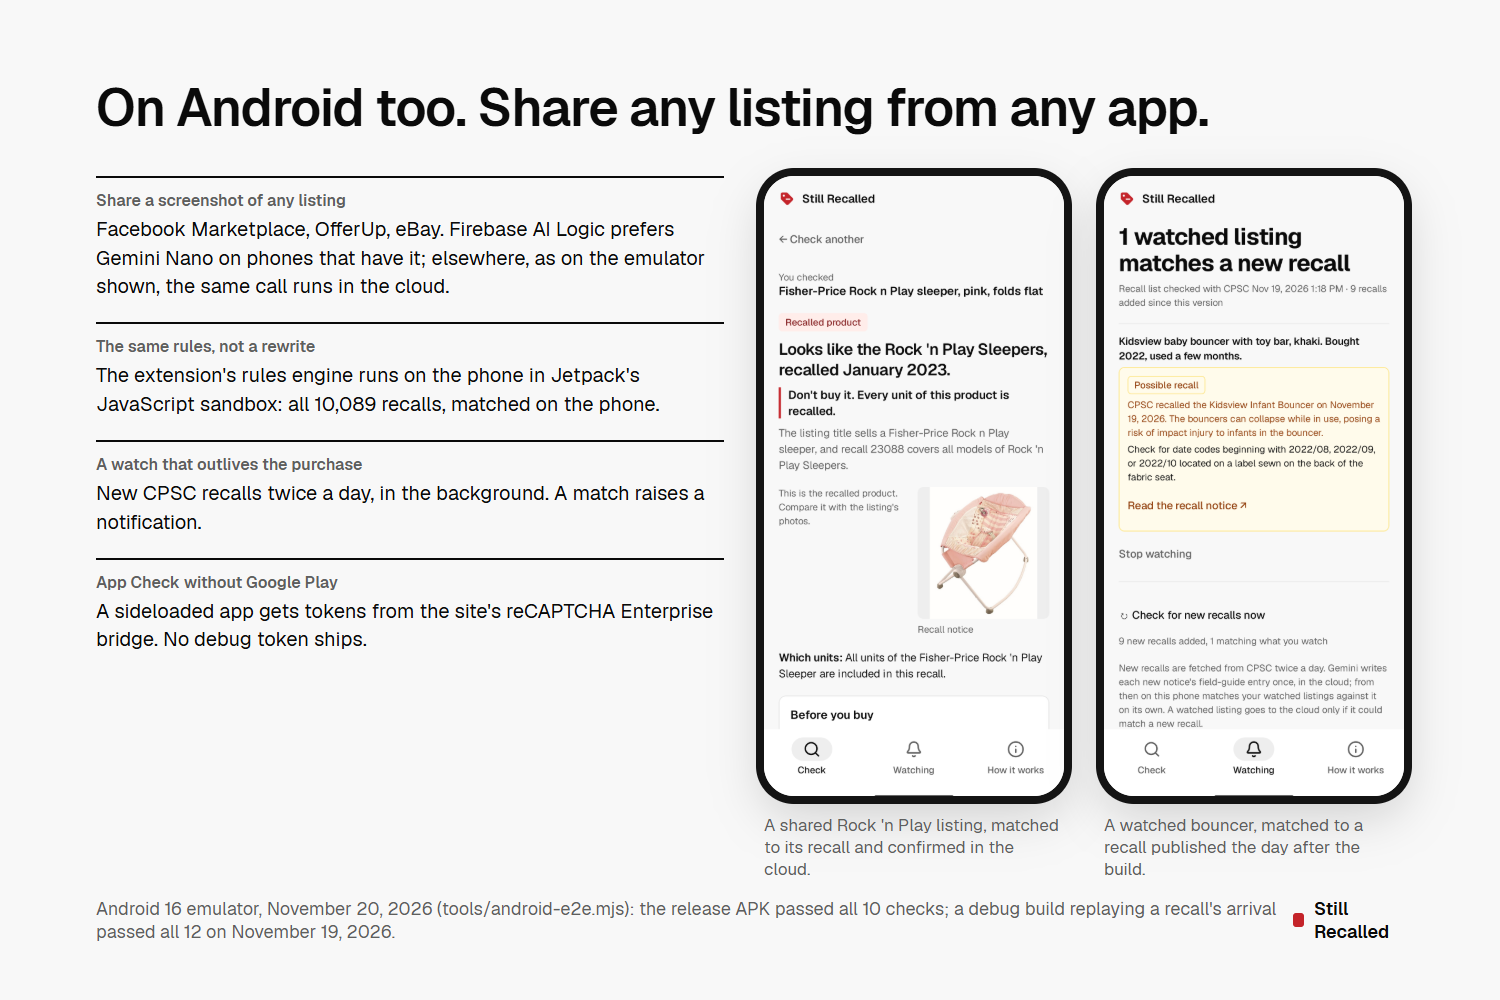 On Android too. Share any listing from any app.
Share a screenshot of any listing
Facebook Marketplace, OfferUp, eBay. Firebase AI Logic prefers
Gemini Nano on phones that have it; elsewhere, as on the emulator
shown, the same call runs in the cloud.
The same rules, not a rewrite
The extension's rules engine runs on the phone in Jetpack's
JavaScript sandbox: all 10,089 recalls, matched on the phone.
A watch that outlives the purchase
New CPSC recalls twice a day, in the background. A match raises a
notification.
App Check without Google Play
A sideloaded app gets tokens from the site's reCAPTCHA Enterprise
bridge. No debug token ships.
Still Recalled
← Check another
You checked
Fisher-Price Rock n Play sleeper, pink, folds flat
Recalled product
Looks like the Rock 'n Play Sleepers,
recalled January 2023.
Don't buy it. Every unit of this product is
recalled.
The listing title sells a Fisher-Price Rock n Play
sleeper, and recall 23088 covers all models of Rock 'n
Play Sleepers.
This is the recalled product.
Compare it with the listing's
photos.
Recall notice
Which units: All units of the Fisher-Price Rock 'n Play
Sleeper are included in this recall.
Before you buy
Check
Watching
How it works
A shared Rock 'n Play listing, matched
to its recall and confirmed in the
cloud.
Still Recalled
1 watched listing
matches a new recall
Recall list checked with CPSC Nov 19, 2026 1:18 PM · 9 recalls
added since this version
Kidsview baby bouncer with toy bar, khaki. Bought
2022, used a few months.
Possible recall
CPSC recalled the Kidsview Infant Bouncer on November
19, 2026. The bouncers can collapse while in use, posing a
risk of impact injury to infants in the bouncer.
Check for date codes beginning with 2022/08, 2022/09,
or 2022/10 located on a label sewn on the back of the
fabric seat.
Read the recall notice ↗
Stop watching
↻ Check for new recalls now
9 new recalls added, 1 matching what you watch
New recalls are fetched from CPSC twice a day. Gemini writes
each new notice's field-guide entry once, in the cloud; from
then on this phone matches your watched listings against it
on its own. A watched listing goes to the cloud only if it could
match a new recall.
Check
Watching
How it works
A watched bouncer, matched to a
recall published the day after the
build.
Android 16 emulator, November 20, 2026 (tools/android-e2e.mjs): the release APK passed all 10 checks; a debug build replaying a recall's arrival
passed all 12 on November 19, 2026.
Still
Recalled